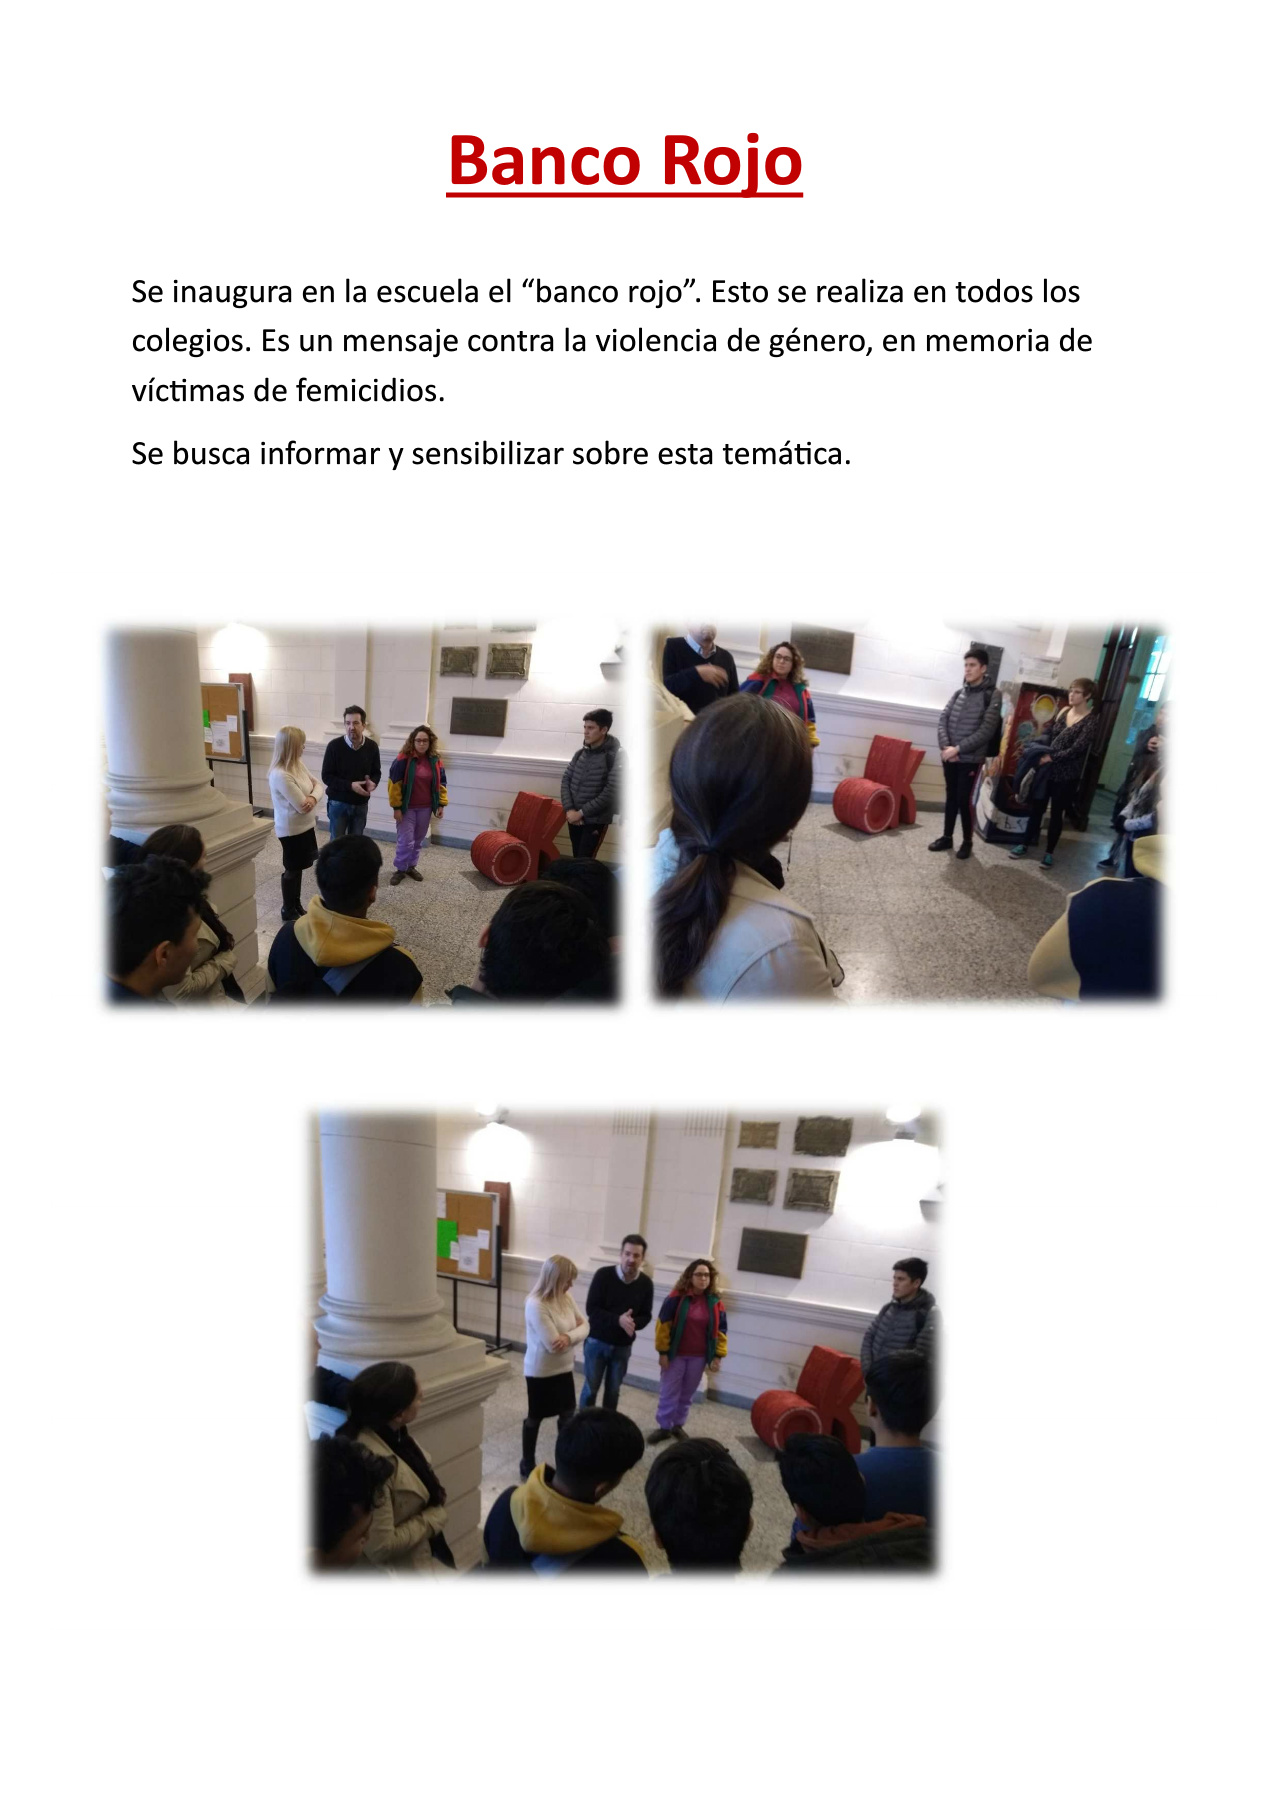 Banco Rojo
Se inaugura en la escuela el “banco rojo”. Esto se realiza en todos los
colegios. Es un mensaje contra la violencia de género, en memoria de
víctimas de femicidios.
Se busca informar y sensibilizar sobre esta temática.